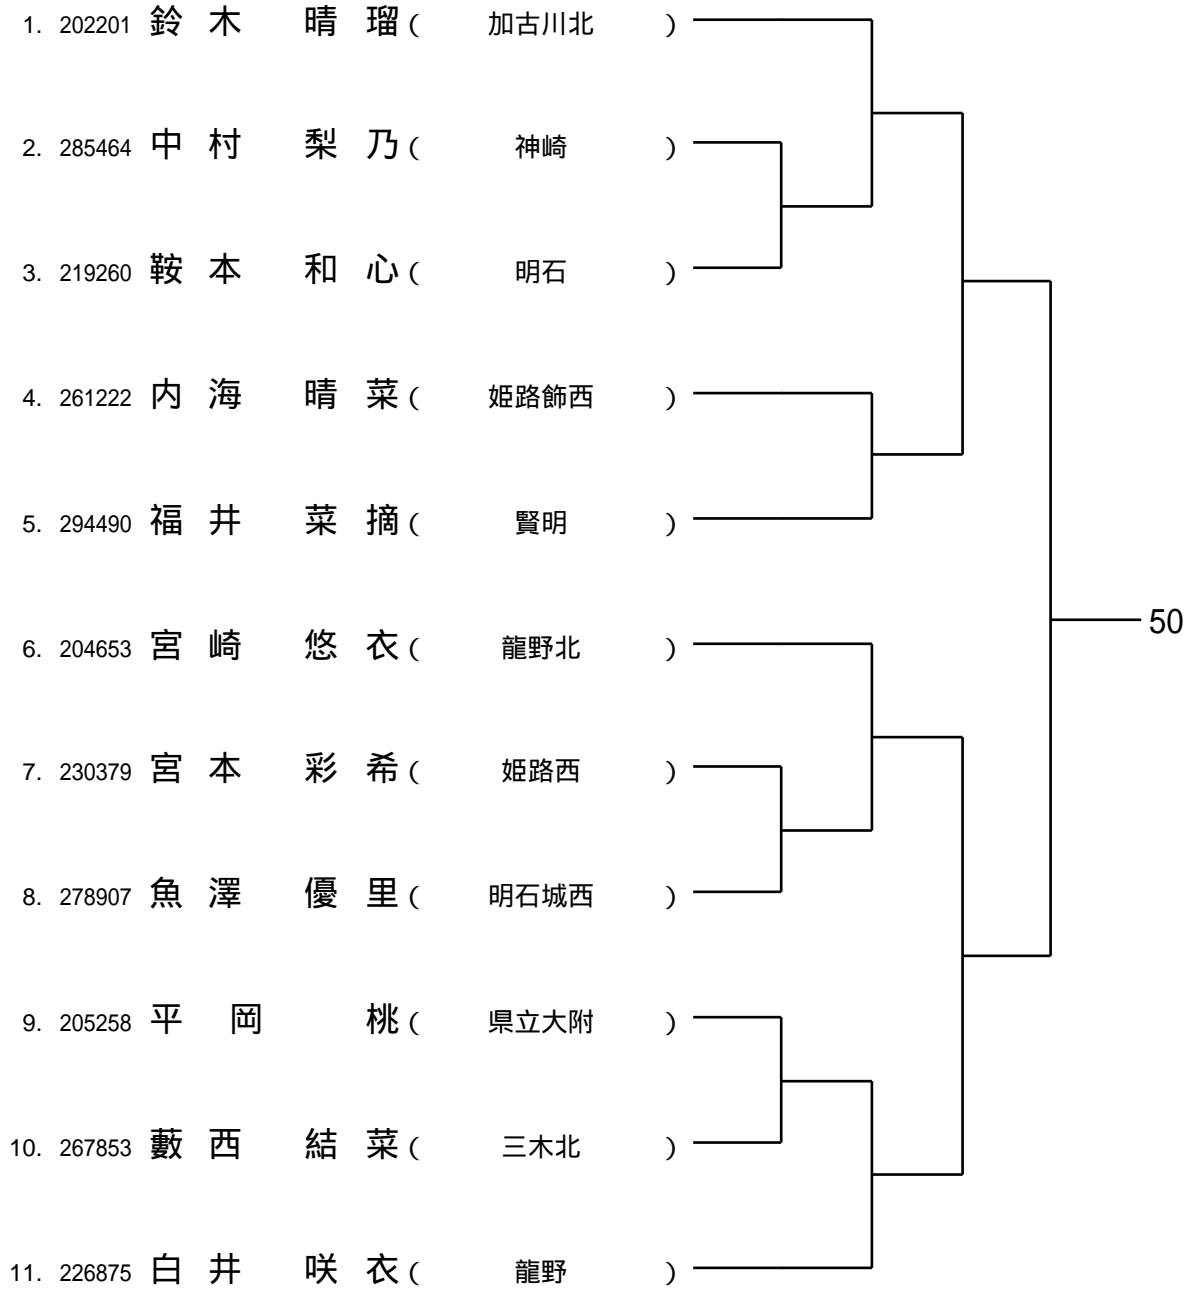 1. 202201 鈴木 晴瑠 ( 加古川北 )
2. 285464 中村 梨乃 ( 神崎 )
3. 219260 鞍本 和心 ( 明石 )
4. 261222 内海 晴菜 ( 姫路飾西 )
5. 294490 福井 菜摘 ( 賢明 )
6. 204653 宮崎 悠衣 ( 龍野北 )
50
7. 230379 宮本 彩希 ( 姫路西 )
8. 278907 魚澤 優里 ( 明石城西 )
9. 205258 平岡 桃 ( 県立大附 )
10. 267853 藪西 結菜 ( 三木北 )
11. 226875 白井 咲衣 ( 龍野 )